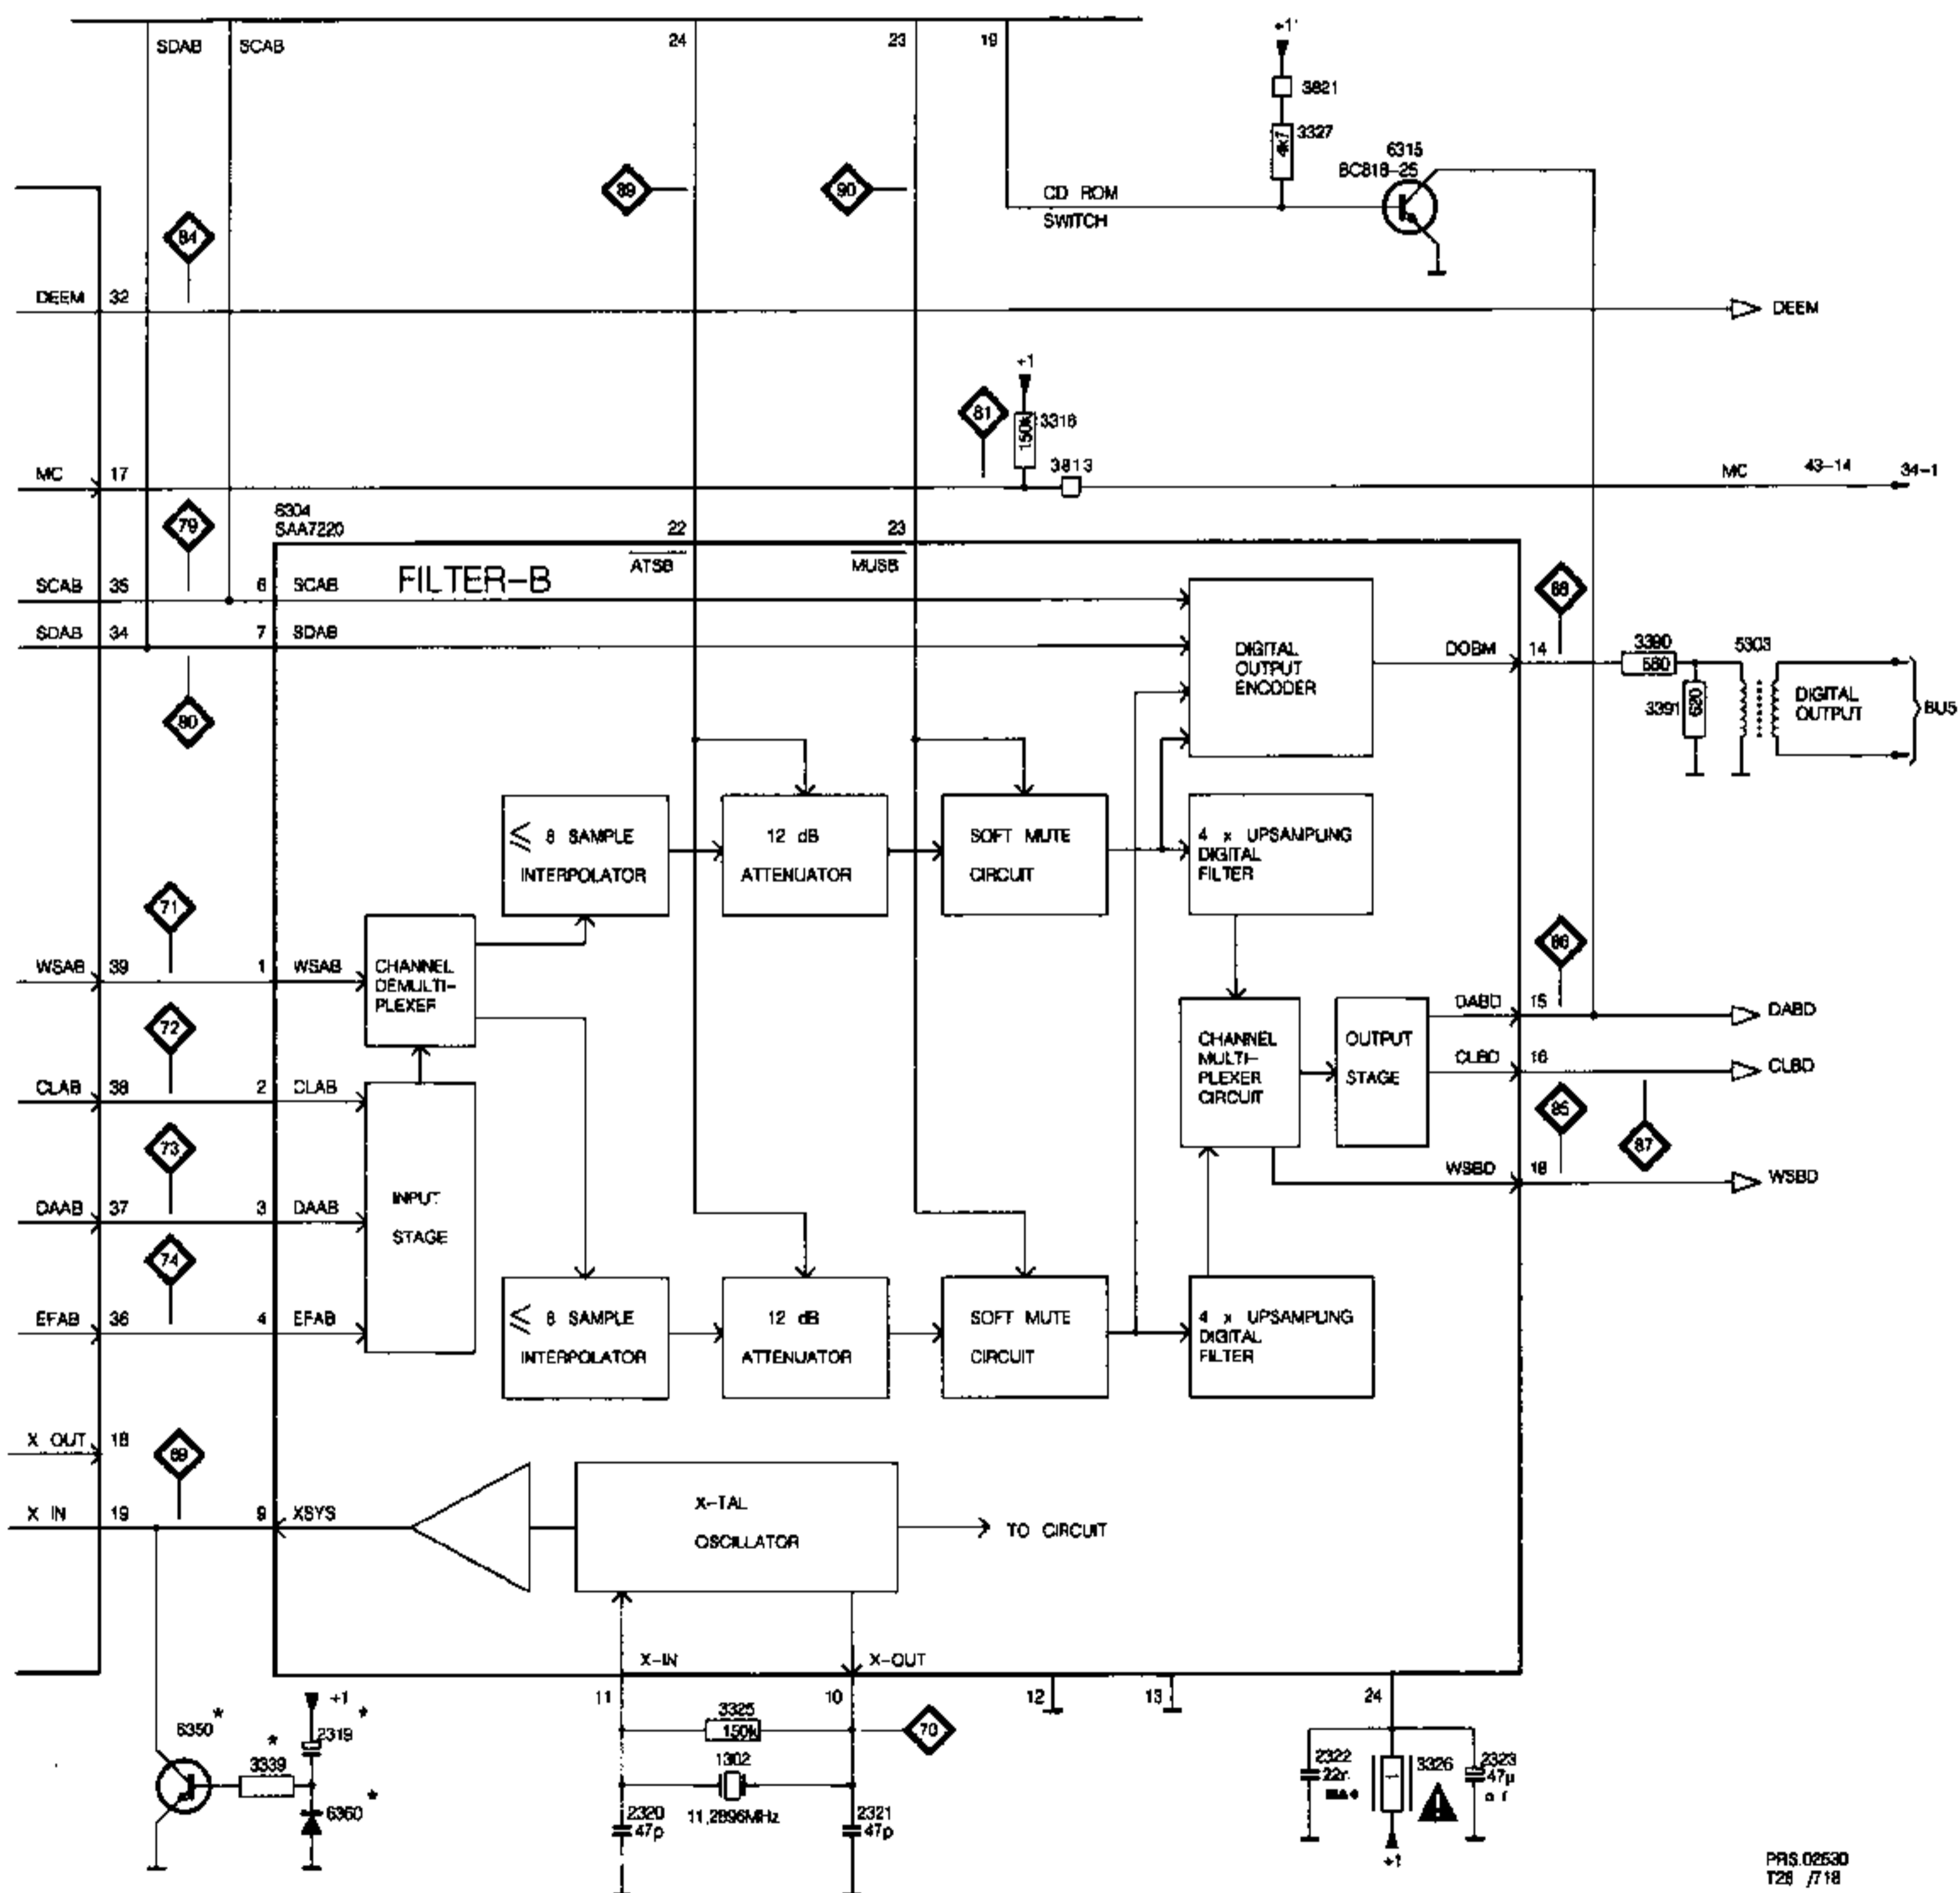 SDAB
SCAB
24
23
19
+1
3821
3327
4k7
6315
BC818-25
89
90
CD ROM
SWITCH
84
DEEM
32
DEEM
+1
81
150k
3316
3813
MC
17
MC
43-14
34-1
79
6304
SAA7220
22
23
ATSB
MUSB
FILTER-B
SCAB
35
6
SCAB
88
SDAB
34
7
SDAB
DIGITAL
OUTPUT
ENCODER
DOBM
14
3390
560
5303
3391
620
DIGITAL
OUTPUT
BU5
80
≤ 8 SAMPLE
INTERPOLATOR
12 dB
ATTENUATOR
SOFT MUTE
CIRCUIT
4 x UPSAMPLING
DIGITAL
FILTER
71
WSAB
39
1
WSAB
CHANNEL
DEMULTI-
PLEXER
86
DABD
15
DABD
72
CHANNEL
MULTI-
PLEXER
CIRCUIT
OUTPUT
STAGE
CLBD
16
CLBD
CLAB
38
2
CLAB
85
73
87
WSBD
18
WSBD
INPUT
STAGE
DAAB
37
3
DAAB
74
EFAB
36
4
EFAB
≤ 8 SAMPLE
INTERPOLATOR
12 dB
ATTENUATOR
SOFT MUTE
CIRCUIT
4 x UPSAMPLING
DIGITAL
FILTER
X OUT
18
69
X IN
19
9
XSYS
X-TAL
OSCILLATOR
TO CIRCUIT
X-IN
X-OUT
11
10
12
13
24
6350
*
+1
*
2319
*
3339
6360
*
3325
150k
70
1302
11,2896MHz
2320
47p
2321
47p
2322
22n
3326
1
2323
47µ
+1
PRS.02630
T28 /718